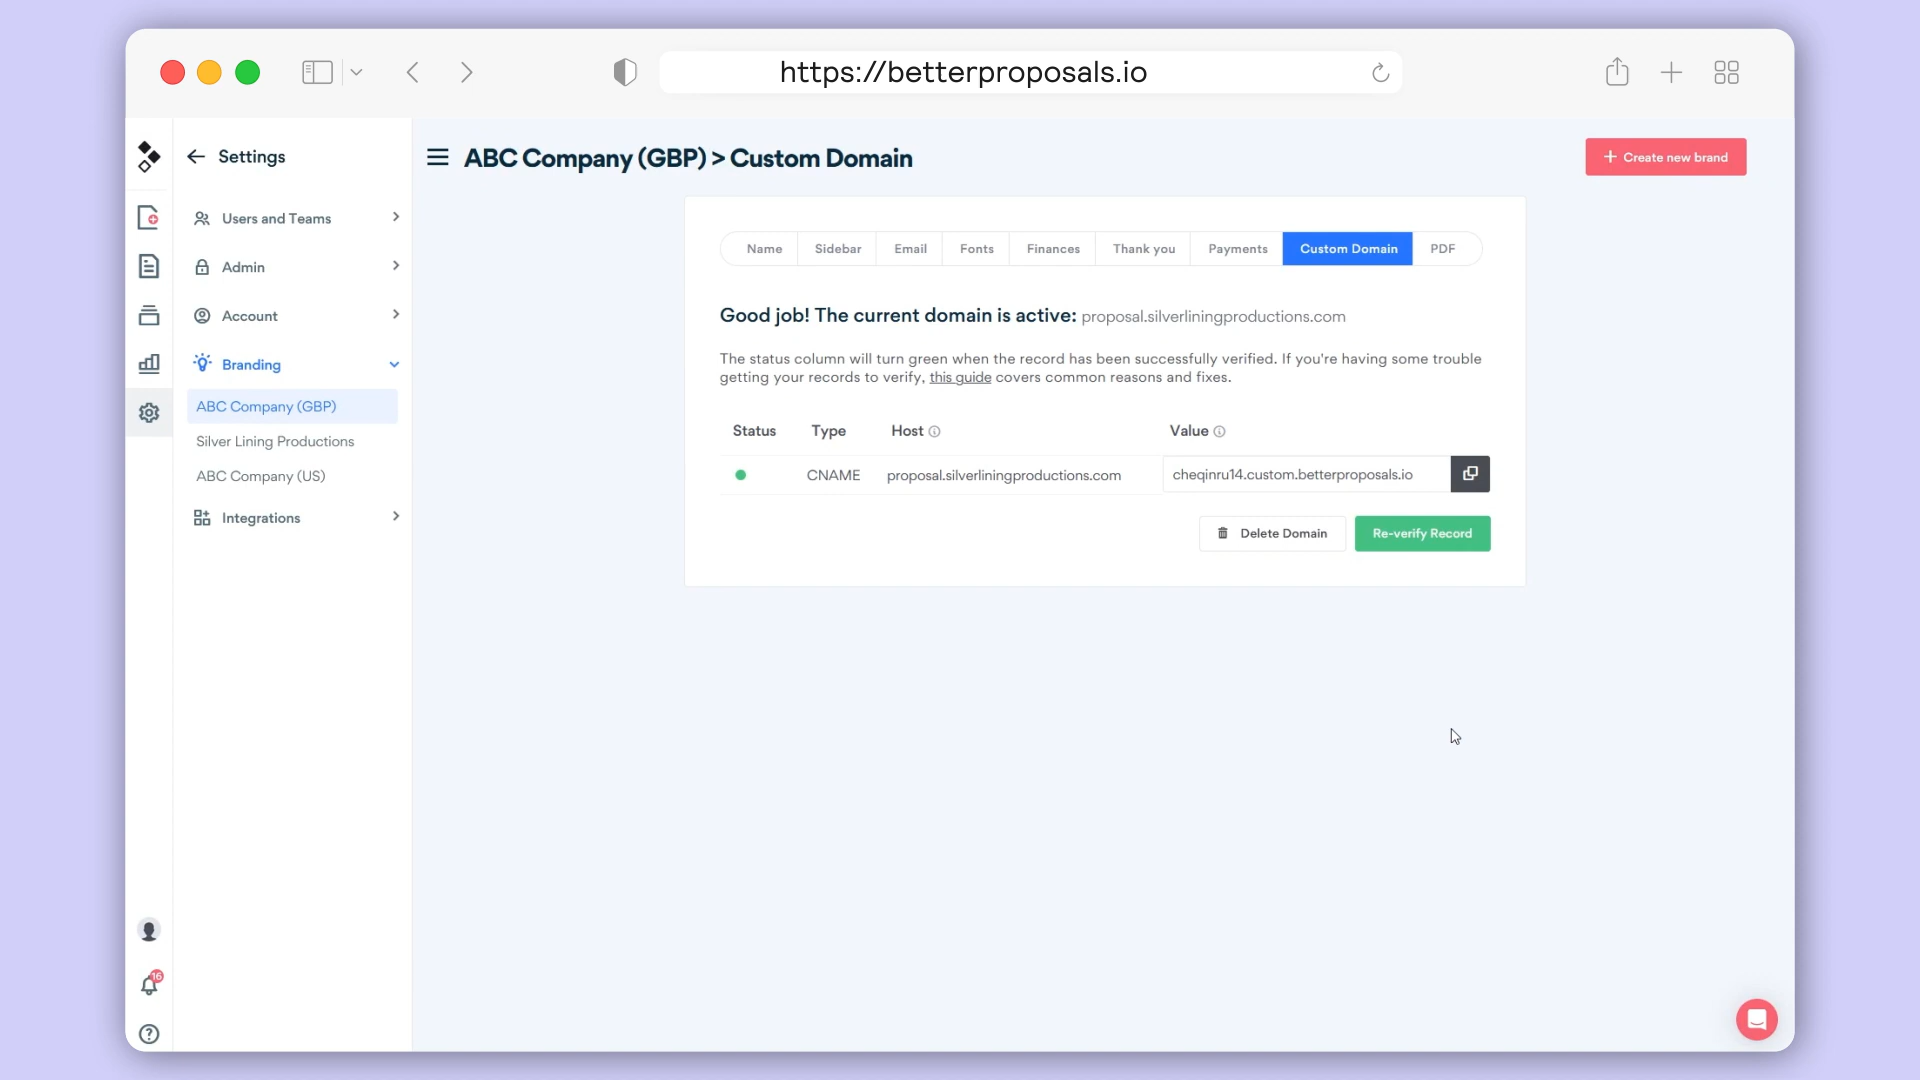 https://betterproposals.io
Settings
Users and Teams
Admin
Account
Branding
ABC Company (GBP)
Silver Lining Productions
ABC Company (US)
Integrations
16
ABC Company (GBP) > Custom Domain
Create new brand
Name Sidebar Email Fonts Finances Thank you Payments Custom Domain PDF
Good job! The current domain is active: proposal.silverliningproductions.com
The status column will turn green when the record has been successfully verified. If you're having some trouble
getting your records to verify, this guide covers common reasons and fixes.
Status Type Host Value
CNAME proposal.silverliningproductions.com cheqinru14.custom.betterproposals.io
Delete Domain Re-verify Record